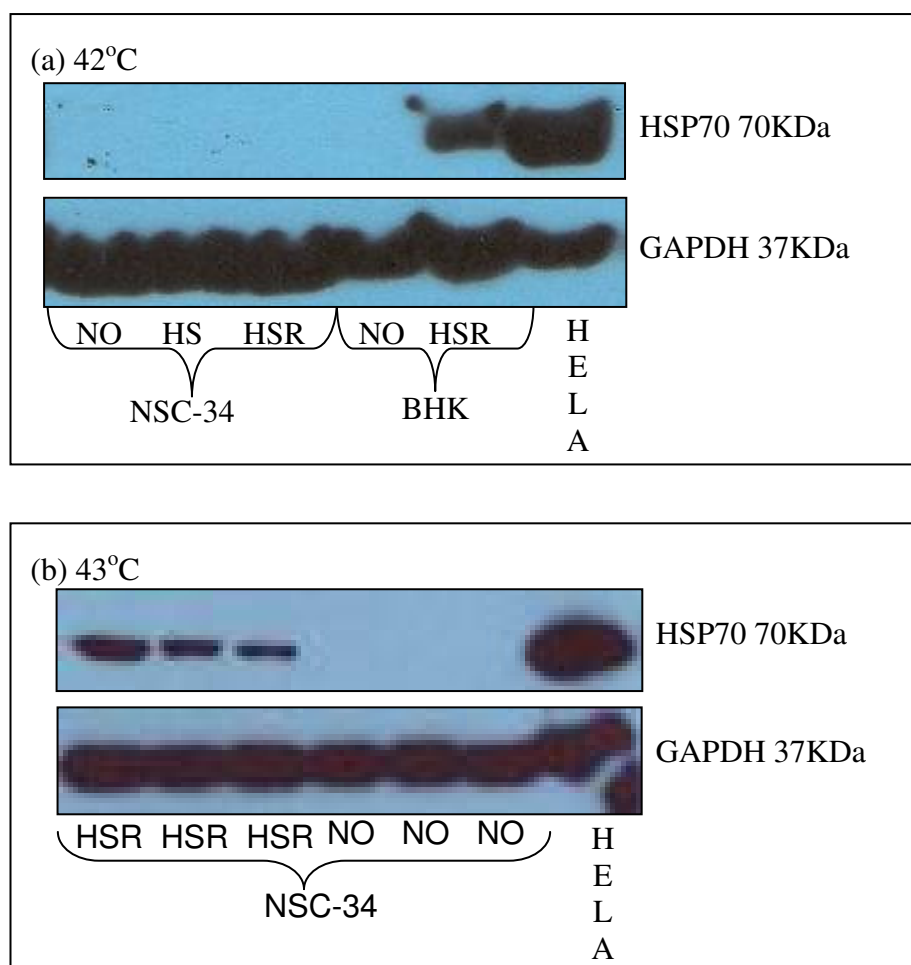 (a) 42°C
HSP70 70KDa
GAPDH 37KDa
NO HS HSR NO HSR
NSC-34 BHK
H
E
L
A
(b) 43°C
HSP70 70KDa
GAPDH 37KDa
HSR HSR HSR NO NO NO
NSC-34
H
E
L
A